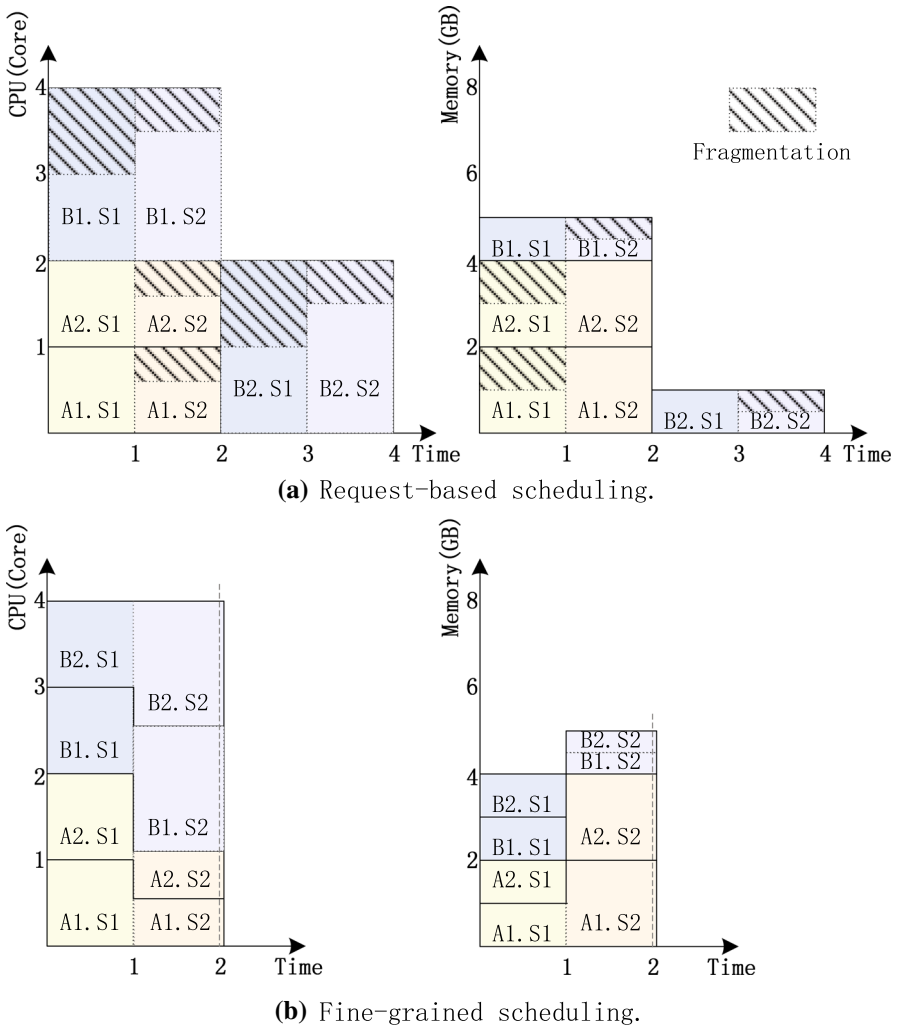 CPU(Core)
4
3
2
1
B1.S1
B1.S2
A2.S1
A2.S2
A1.S1
A1.S2
B2.S1
B2.S2
1
2
3
4
Time
Memory(GB)
8
6
4
2
Fragmentation
B1.S1
B1.S2
A2.S1
A2.S2
A1.S1
A1.S2
B2.S1
B2.S2
1
2
3
4
Time
(a) Request-based scheduling.
CPU(Core)
4
3
2
1
B2.S1
B2.S2
B1.S1
B1.S2
A2.S1
A2.S2
A1.S1
A1.S2
1
2
Time
Memory(GB)
8
6
4
2
B2.S2
B1.S2
B2.S1
B1.S1
A2.S2
A2.S1
A1.S2
A1.S1
1
2
Time
(b) Fine-grained scheduling.